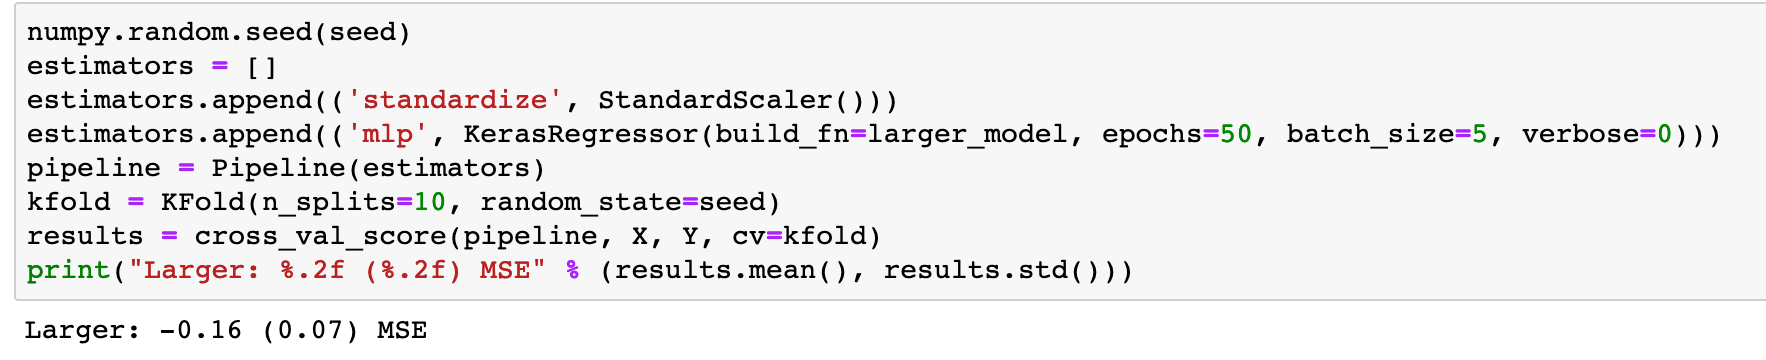 numpy.random.seed(seed)
estimators = []
estimators.append(('standardize', StandardScaler()))
estimators.append(('mlp', KerasRegressor(build_fn=larger_model, epochs=50, batch_size=5, verbose=0)))
pipeline = Pipeline(estimators)
kfold = KFold(n_splits=10, random_state=seed)
results = cross_val_score(pipeline, X, Y, cv=kfold)
print("Larger: %.2f (%.2f) MSE" % (results.mean(), results.std()))
Larger: -0.16 (0.07) MSE